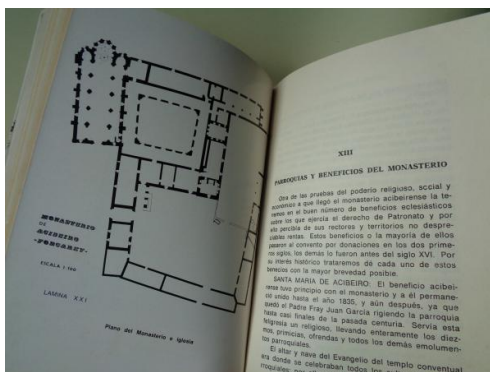 MONASTERIO
DE
ACIBEIRO
-FORCAREY-
ESCALA 1:100
LAMINA XXI
Plano del Monasterio e Iglesia
XIII
PARROQUIAS Y BENEFICIOS DEL MONASTERIO
Otra de las pruebas del poderío religioso, social y
económico a que llegó el monasterio acibeirense la te-
nemos en el buen número de beneficios eclesiásticos
sobre los que ejercía el derecho de Patronato y por
ello percibía de sus rectores y territorios no despre-
ciables rentas. Estos beneficios o la mayoría de ellos
pasaron al convento por donaciones en los dos prime-
ros siglos, los demás lo fueron antes del siglo XVI. Por
su interés histórico trataremos de cada uno de estos
beneficios con la mayor brevedad posible.
SANTA MARIA DE ACIBEIRO: El beneficio acibei-
rense tuvo principio con el monasterio y a él permane-
ció unido hasta el año 1835, y aún después, ya que
quedó el Padre Fray Juan García rigiendo la parroquia
hasta casi finales de la pasada centuria. Servía esta
feligresía un religioso, llevando enteramente los diez-
mos, primicias, ofrendas y todos los demás emolumen-
tos parroquiales.
El altar y nave del Evangelio del templo conventual
era donde se celebraban todos los